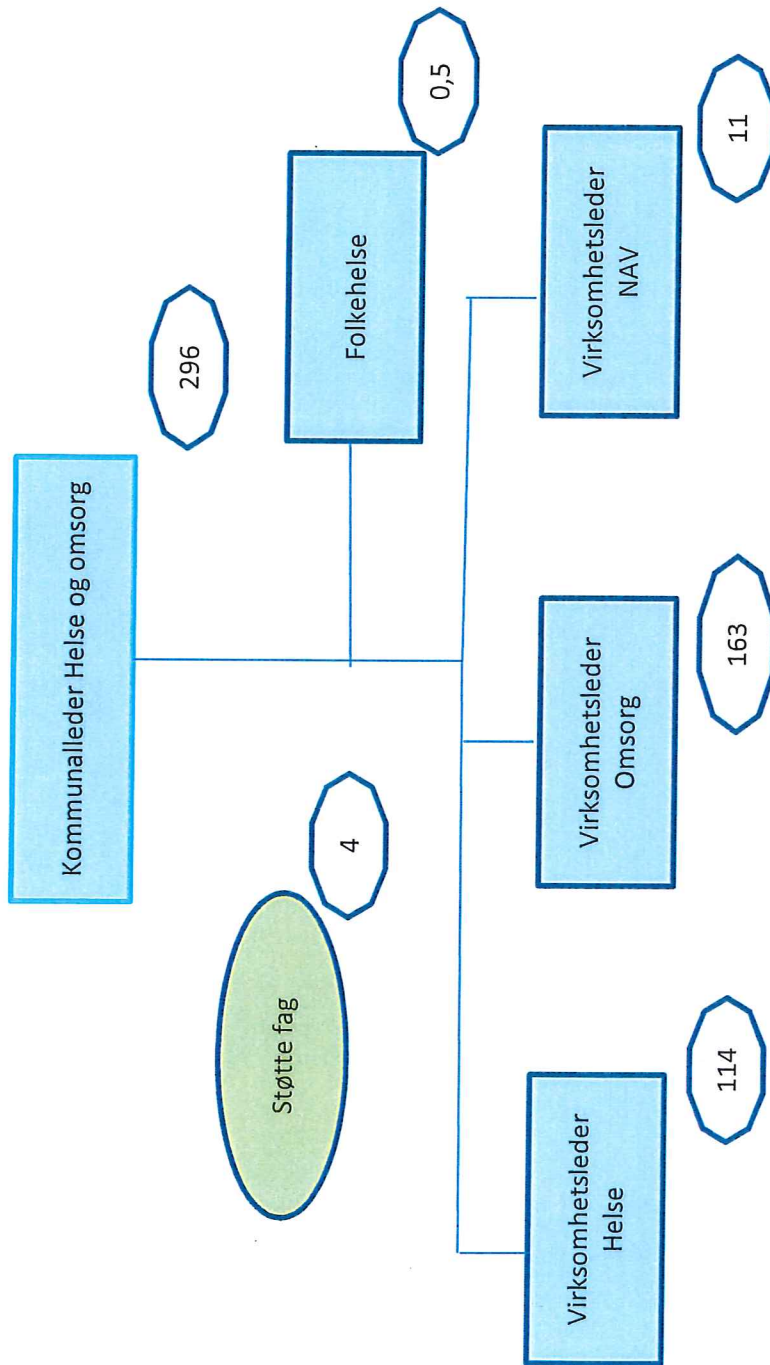 Kommunalleder Helse og omsorg
296
Støtte fag
4
Folkehelse
0,5
Virksomhetsleder
Helse
114
Virksomhetsleder
Omsorg
163
Virksomhetsleder
NAV
11